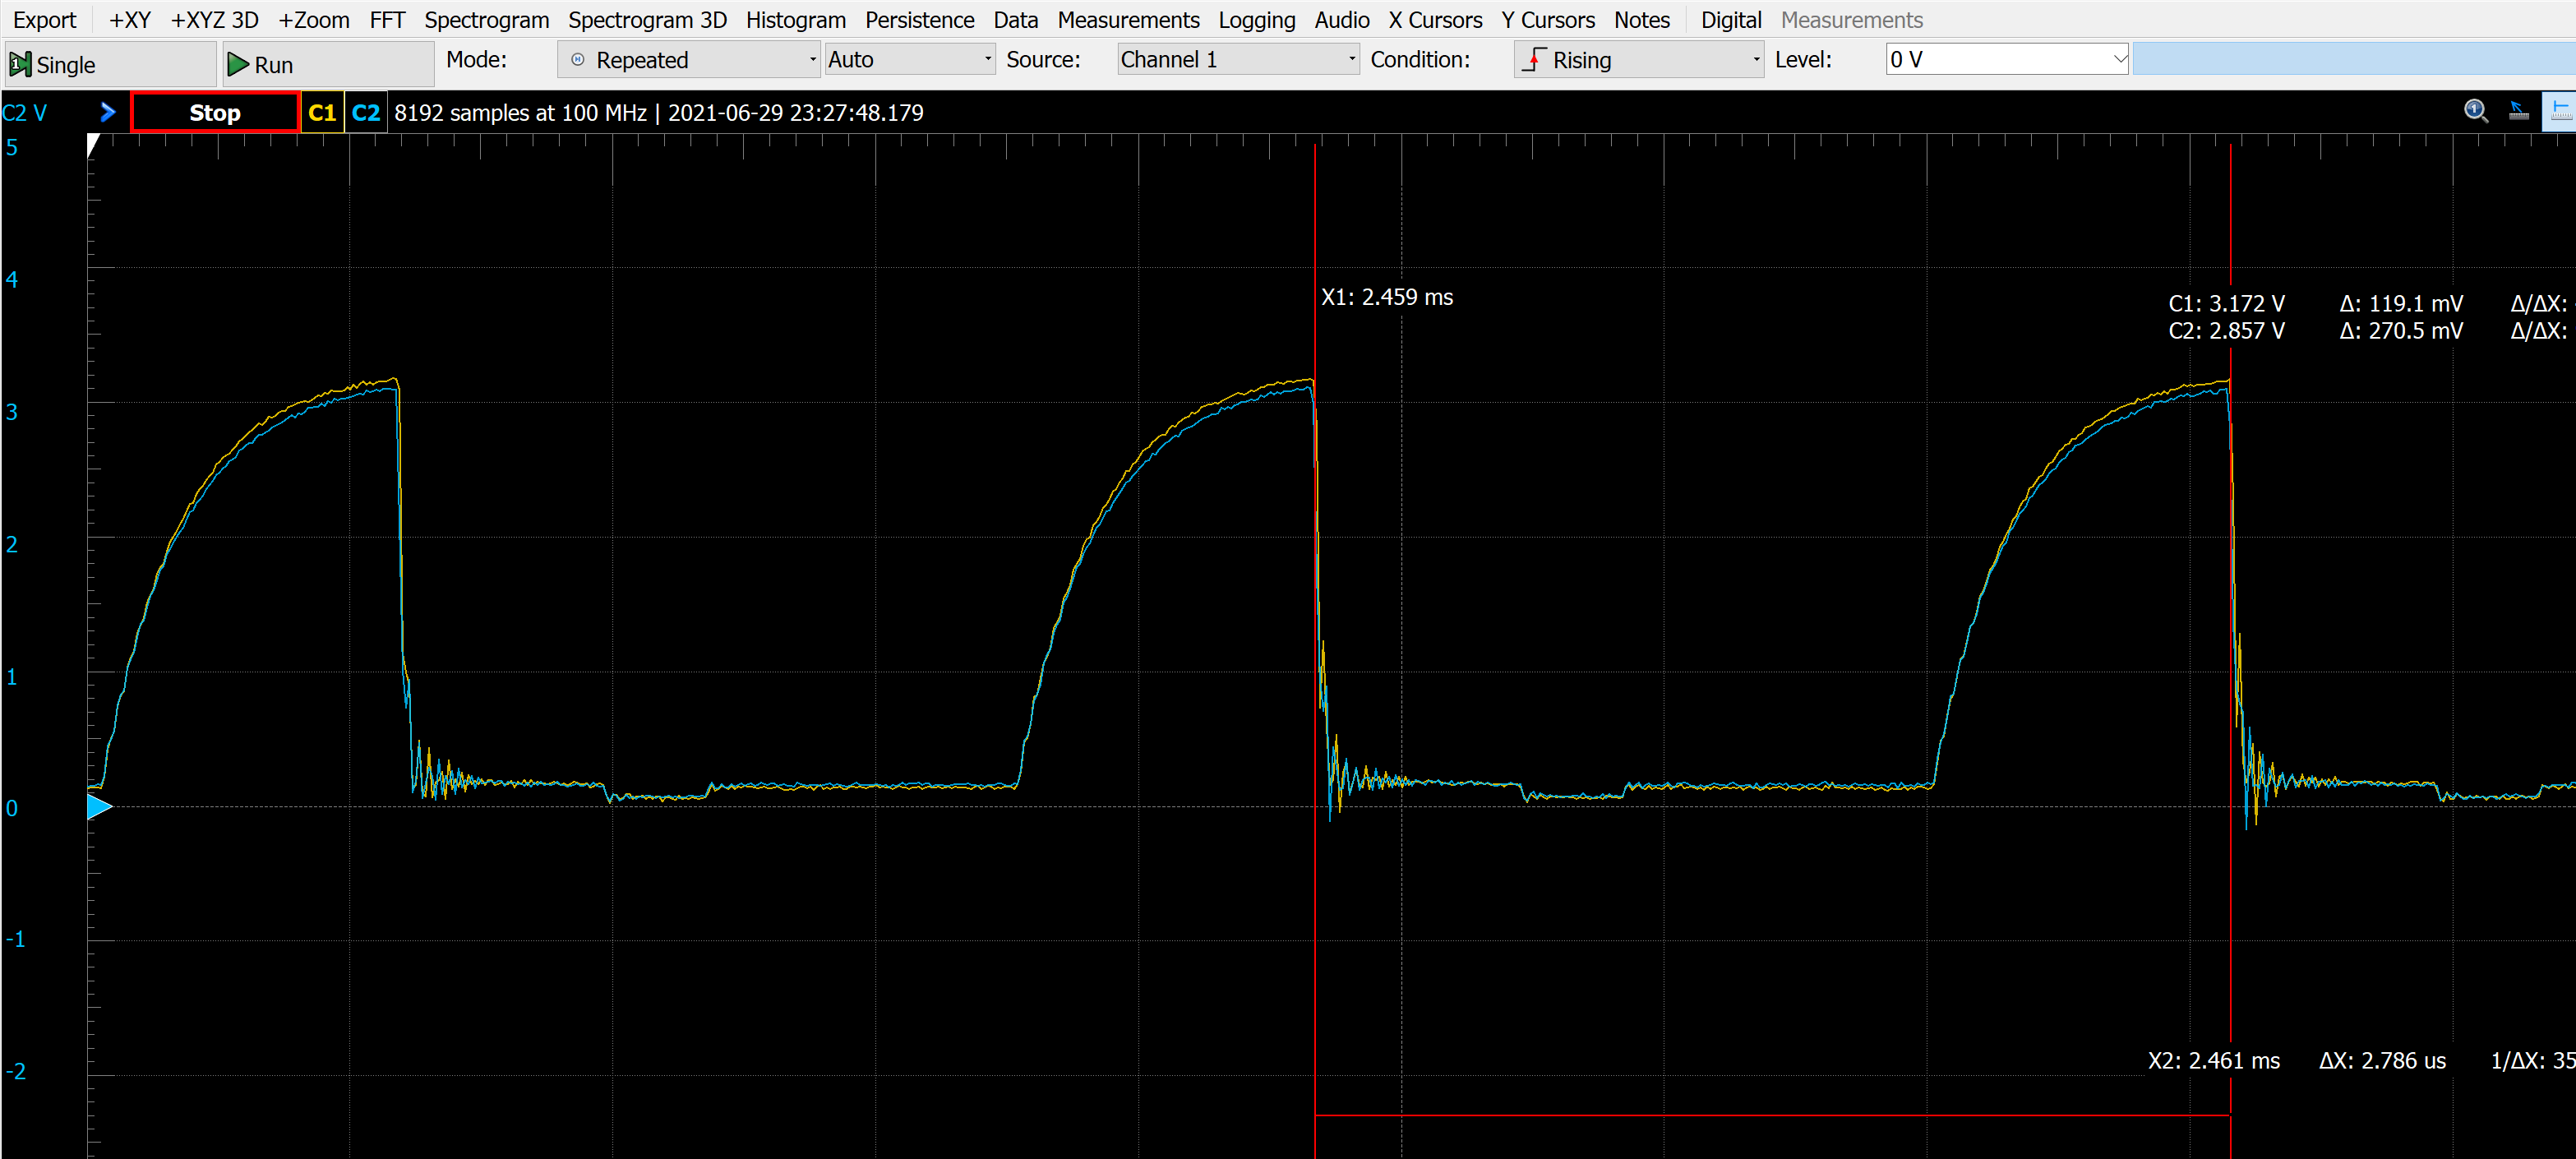 Export +XY +XYZ 3D +Zoom FFT Spectrogram Spectrogram 3D Histogram Persistence Data Measurements Logging Audio X Cursors Y Cursors Notes Digital Measurements
1 Single Run Mode: Repeated Auto Source: Channel 1 Condition: Rising Level: 0 V
C2 V Stop C1 C2 8192 samples at 100 MHz | 2021-06-29 23:27:48.179
5
4
X1: 2.459 ms
C1: 3.172 V Δ: 119.1 mV Δ/ΔX:
C2: 2.857 V Δ: 270.5 mV Δ/ΔX:
3
2
1
0
-1
X2: 2.461 ms ΔX: 2.786 us 1/ΔX: 35
-2